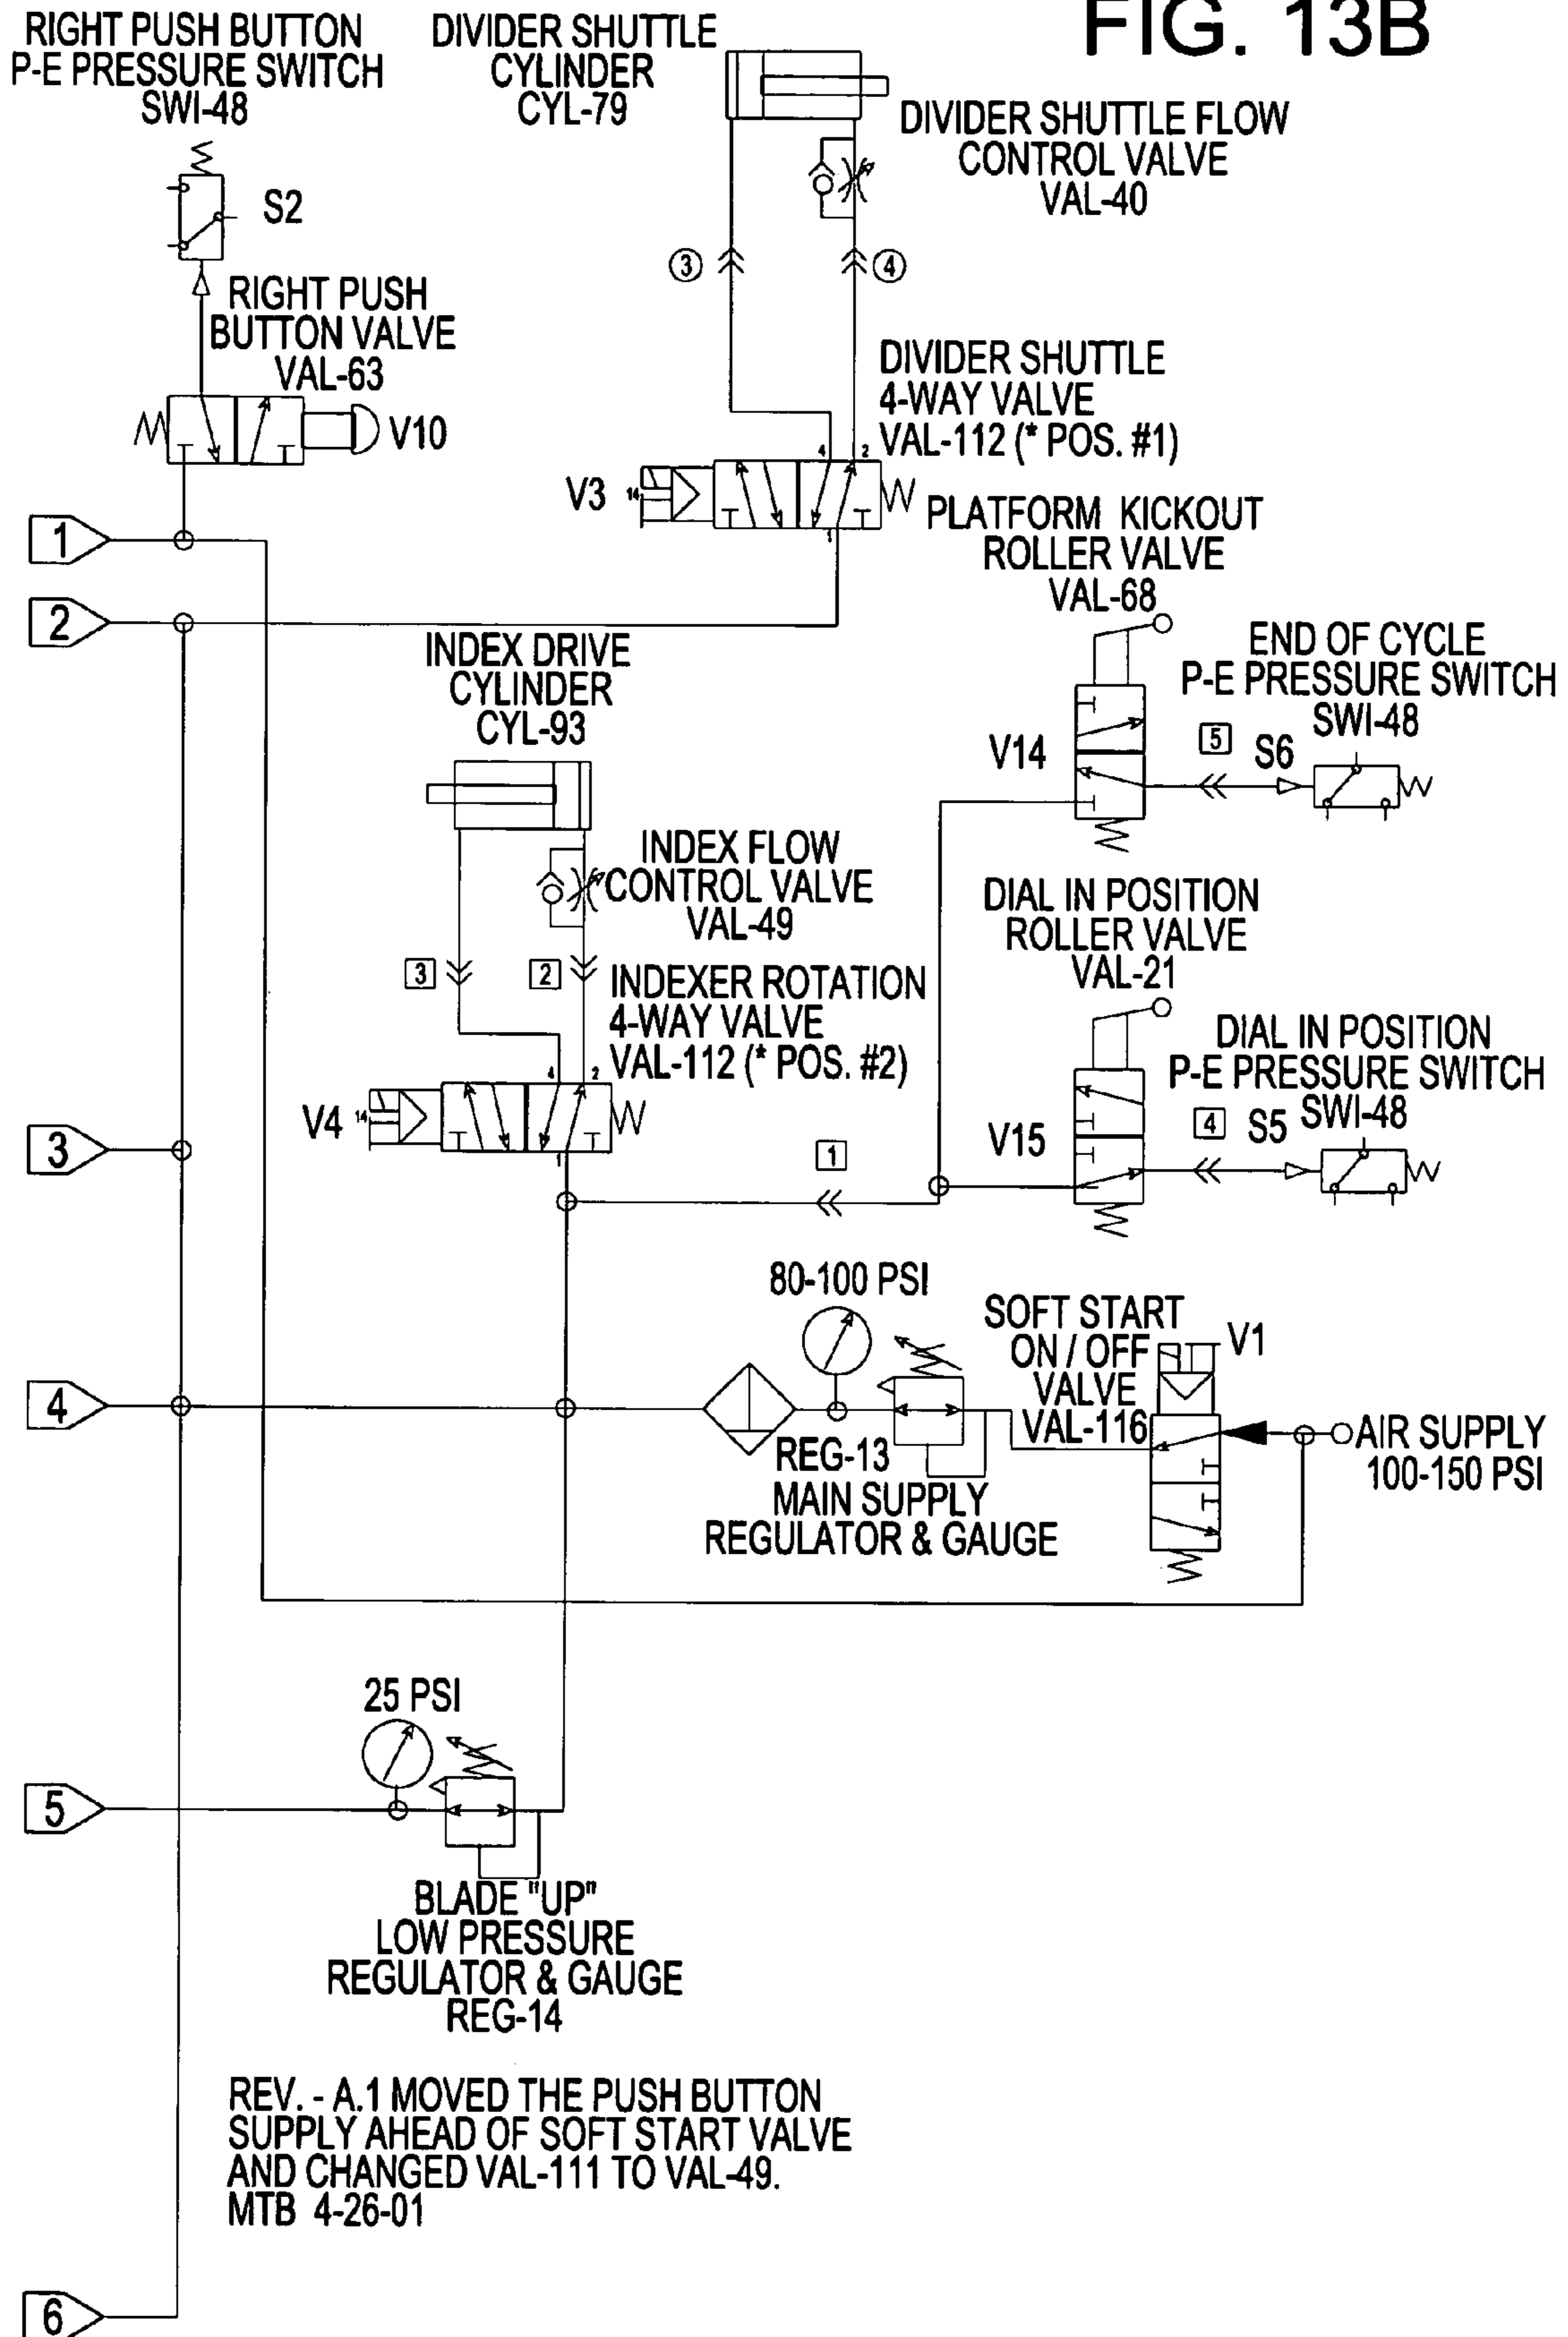 FIG. 13B
RIGHT PUSH BUTTON
P-E PRESSURE SWITCH
SWI-48
S2
DIVIDER SHUTTLE
CYLINDER
CYL-79
DIVIDER SHUTTLE FLOW
CONTROL VALVE
VAL-40
3
4
RIGHT PUSH
BUTTON VALVE
VAL-63
V10
DIVIDER SHUTTLE
4-WAY VALVE
VAL-112 (* POS. #1)
4
2
V3
14
1
1
2
PLATFORM KICKOUT
ROLLER VALVE
VAL-68
V14
END OF CYCLE
P-E PRESSURE SWITCH
SWI-48
5
S6
INDEX DRIVE
CYLINDER
CYL-93
INDEX FLOW
CONTROL VALVE
VAL-49
3
2
INDEXER ROTATION
4-WAY VALVE
VAL-112 (* POS. #2)
4
2
V4
14
1
DIAL IN POSITION
ROLLER VALVE
VAL-21
V15
DIAL IN POSITION
P-E PRESSURE SWITCH
SWI-48
4
S5
3
1
80-100 PSI
SOFT START
ON / OFF
VALVE
VAL-116
V1
4
REG-13
MAIN SUPPLY
REGULATOR & GAUGE
AIR SUPPLY
100-150 PSI
25 PSI
5
BLADE "UP"
LOW PRESSURE
REGULATOR & GAUGE
REG-14
REV. - A.1 MOVED THE PUSH BUTTON
SUPPLY AHEAD OF SOFT START VALVE
AND CHANGED VAL-111 TO VAL-49.
MTB 4-26-01
6